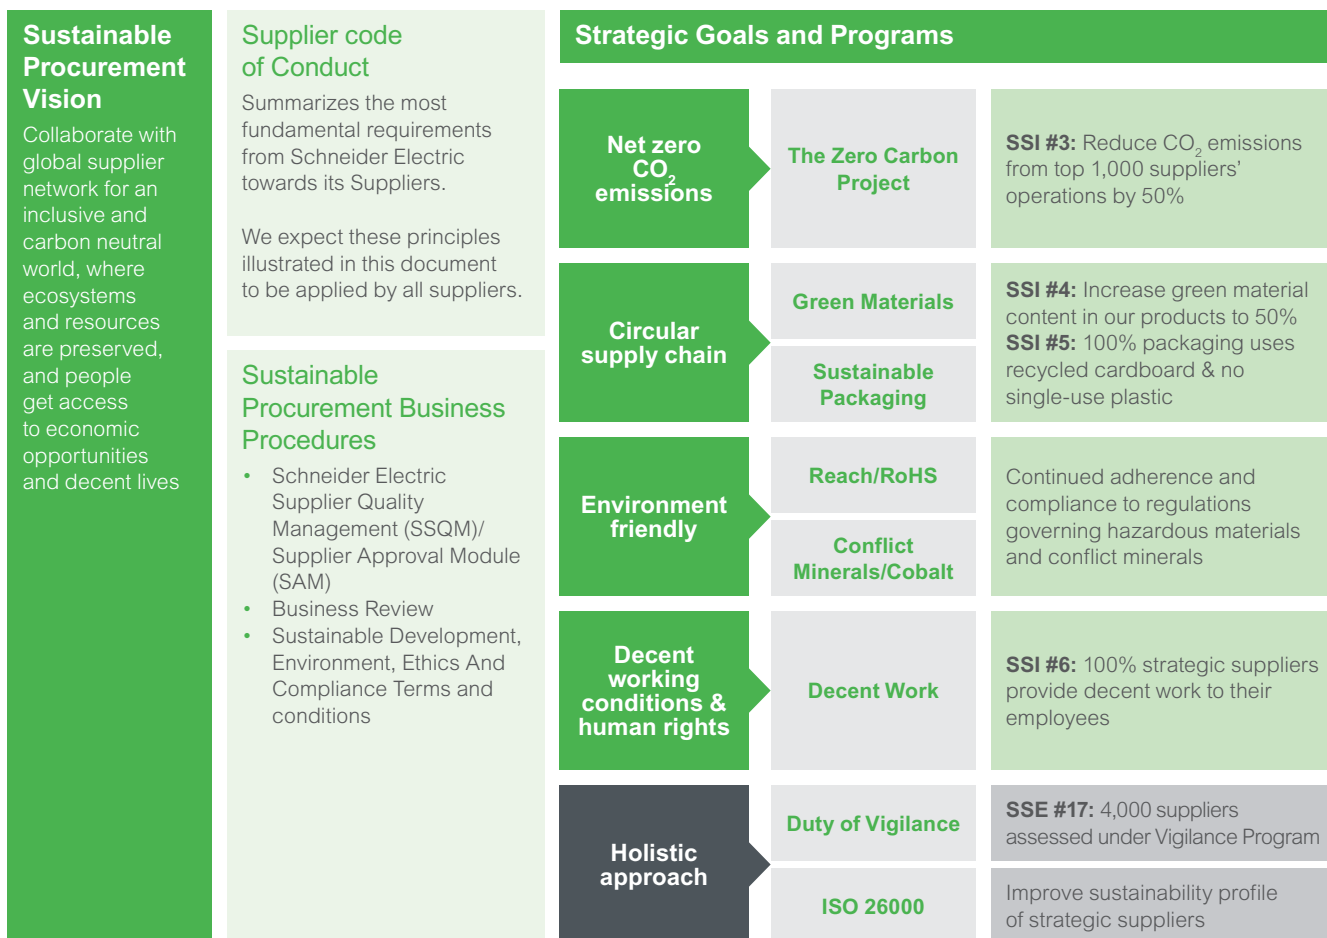 Sustainable
Procurement
Vision
Collaborate with
global supplier
network for an
inclusive and
carbon neutral
world, where
ecosystems
and resources
are preserved,
and people
get access
to economic
opportunities
and decent lives
Supplier code
of Conduct
Summarizes the most
fundamental requirements
from Schneider Electric
towards its Suppliers.
We expect these principles
illustrated in this document
to be applied by all suppliers.
Sustainable
Procurement Business
Procedures
• Schneider Electric
Supplier Quality
Management (SSQM)/
Supplier Approval Module
(SAM)
• Business Review
• Sustainable Development,
Environment, Ethics And
Compliance Terms and
conditions
Strategic Goals and Programs
Net zero
CO₂
emissions
The Zero Carbon
Project
SSI #3: Reduce CO₂ emissions
from top 1,000 suppliers’
operations by 50%
Circular
supply chain
Green Materials
Sustainable
Packaging
SSI #4: Increase green material
content in our products to 50%
SSI #5: 100% packaging uses
recycled cardboard & no
single-use plastic
Environment
friendly
Reach/RoHS
Conflict
Minerals/Cobalt
Continued adherence and
compliance to regulations
governing hazardous materials
and conflict minerals
Decent
working
conditions &
human rights
Decent Work
SSI #6: 100% strategic suppliers
provide decent work to their
employees
Holistic
approach
Duty of Vigilance
SSE #17: 4,000 suppliers
assessed under Vigilance Program
ISO 26000
Improve sustainability profile
of strategic suppliers